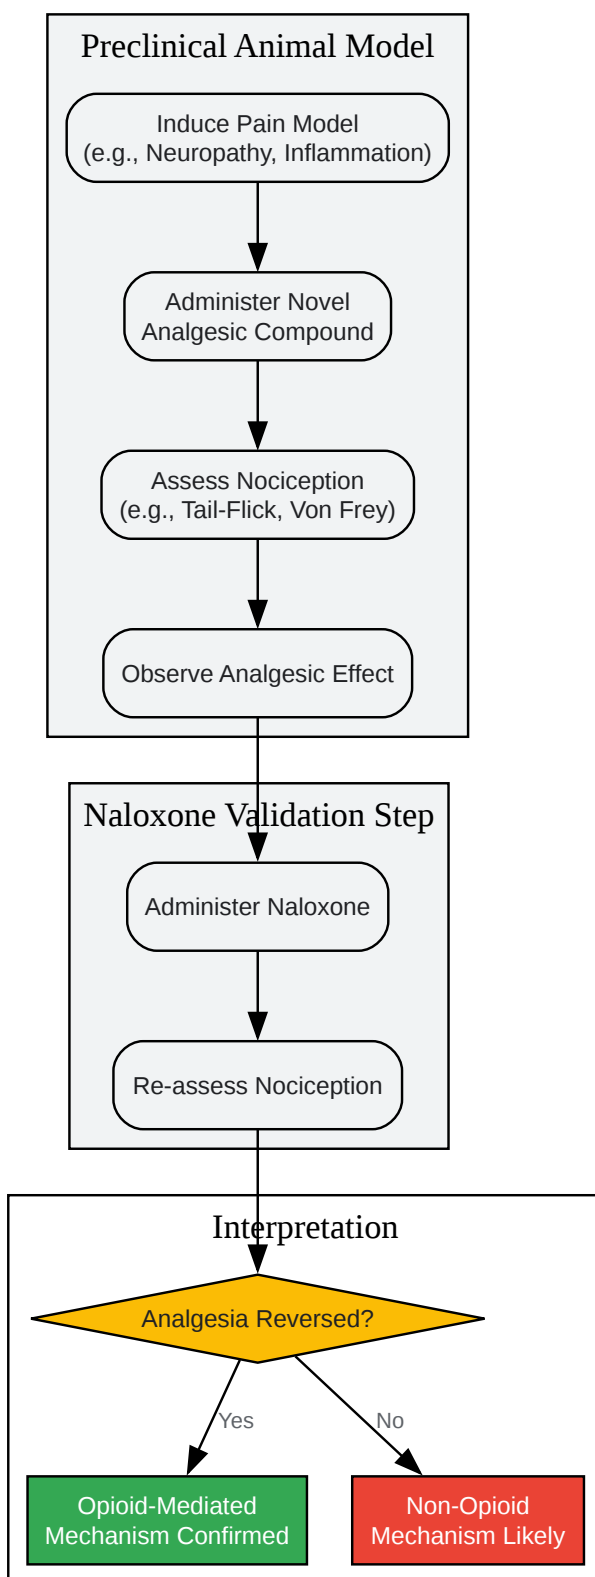 Preclinical Animal Model
Induce Pain Model
(e.g., Neuropathy, Inflammation)
Administer Novel
Analgesic Compound
Assess Nociception
(e.g., Tail-Flick, Von Frey)
Observe Analgesic Effect
Naloxone Validation Step
Administer Naloxone
Re-assess Nociception
Interpretation
Analgesia Reversed?
Yes
No
Opioid-Mediated
Mechanism Confirmed
Non-Opioid
Mechanism Likely